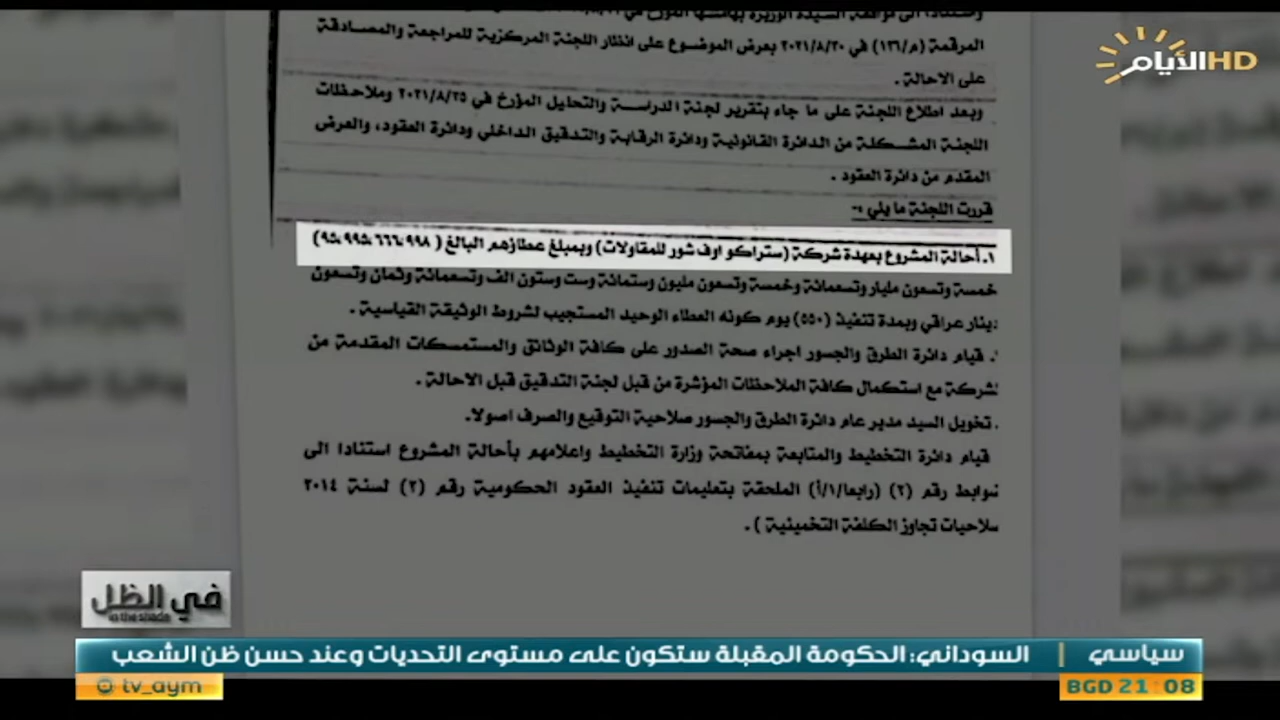 المرقمة (م/١٣٦) في ٢٠٢١/٨/٣٠ بعرض الموضوع على انظار اللجنة المركزية للمراجعة والمصادقة
على الاحالة .
وبعد اطلاع اللجنة على ما جاء بتقرير لجنة الدراسة والتحليل المؤرخ في ٢٠٢١/٨/٢٥ وملاحظات
اللجنة المشكلة من الدائرة القانونية ودائرة الرقابة والتدقيق الداخلي ودائرة العقود، والعرض
المقدم من دائرة العقود .
قررت اللجنة ما يلي :-
١. أحالة المشروع بعهدة شركة (ستراكو اوف شور للمقاولات) وبمبلغ عطاؤهم البالغ ( ٩٥،٩٩٥،٦٦٦،٩٩٨)
خمسة وتسعون مليار وتسعمائة وخمسة وتسعون مليون وستمائة وست وستون الف وتسعمائة وثمان وتسعون
دينار عراقي وبمدة تنفيذ (٥٥٠) يوم كونه العطاء الوحيد المستجيب لشروط الوثيقة القياسية .
. قيام دائرة الطرق والجسور اجراء صحة الصدور على كافة الوثائق والمستمسكات المقدمة من
لشركة مع استكمال كافة الملاحظات المؤشرة من قبل لجنة التدقيق قبل الاحالة .
. تخويل السيد مدير عام دائرة الطرق والجسور صلاحية التوقيع والصرف اصولا.
قيام دائرة التخطيط والمتابعة بمفاتحة وزارة التخطيط واعلامهم بأحالة المشروع استنادا الى
ضوابط رقم (٢) (رابعا/١/أ) الملحقة بتعليمات تنفيذ العقود الحكومية رقم (٢) لسنة ٢٠١٤
صلاحيات تجاوز الكلفة التخمينية ) .
الأيام HD
في الظل
in the shade
سياسي | السوداني: الحكومة المقبلة ستكون على مستوى التحديات وعند حسن ظن الشعب
tv_aym
BGD 21:08